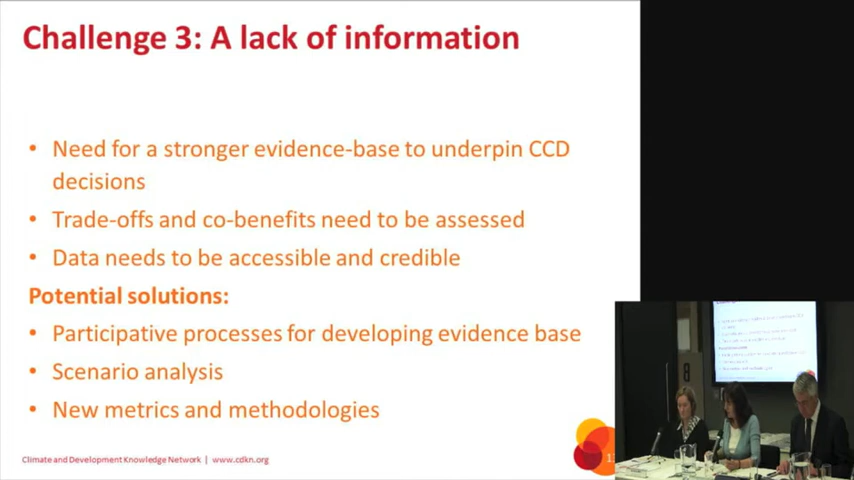 Challenge 3: A lack of information
• Need for a stronger evidence-base to underpin CCD
decisions
• Trade-offs and co-benefits need to be assessed
• Data needs to be accessible and credible
Potential solutions:
• Participative processes for developing evidence base
• Scenario analysis
• New metrics and methodologies
Climate and Development Knowledge Network | www.cdkn.org